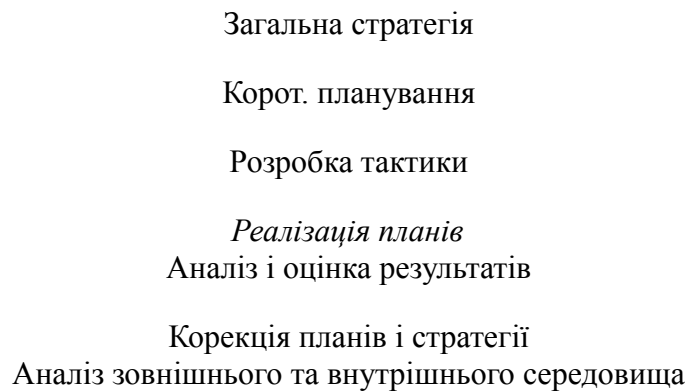 Загальна стратегія
Корот. планування
Розробка тактики
Реалізація планів
Аналіз і оцінка результатів
Корекція планів і стратегії
Аналіз зовнішнього та внутрішнього середовища